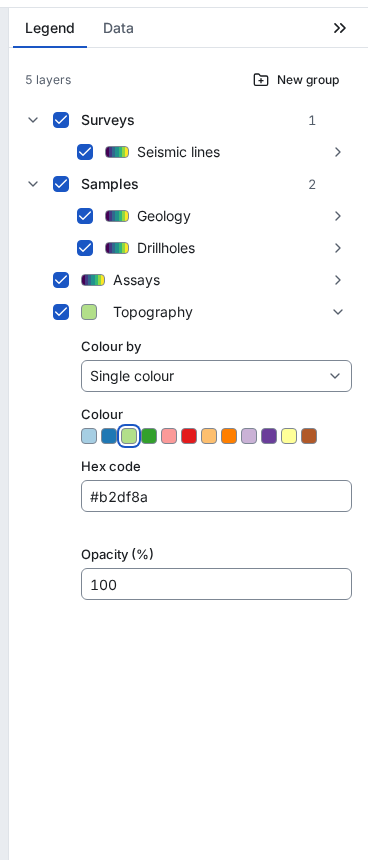 Legend Data
5 layers New group
Surveys 1
Seismic lines
Samples 2
Geology
Drillholes
Assays
Topography
Colour by
Single colour
Colour
Hex code
#b2df8a
Opacity (%)
100